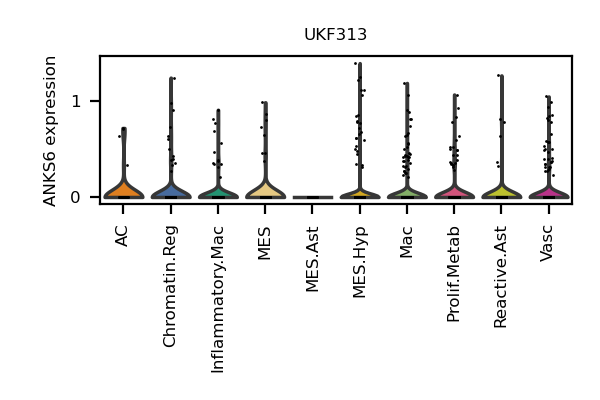 UKF313
ANKS6 expression
1
0
AC
Chromatin.Reg
Inflammatory.Mac
MES
MES.Ast
MES.Hyp
Mac
Prolif.Metab
Reactive.Ast
Vasc